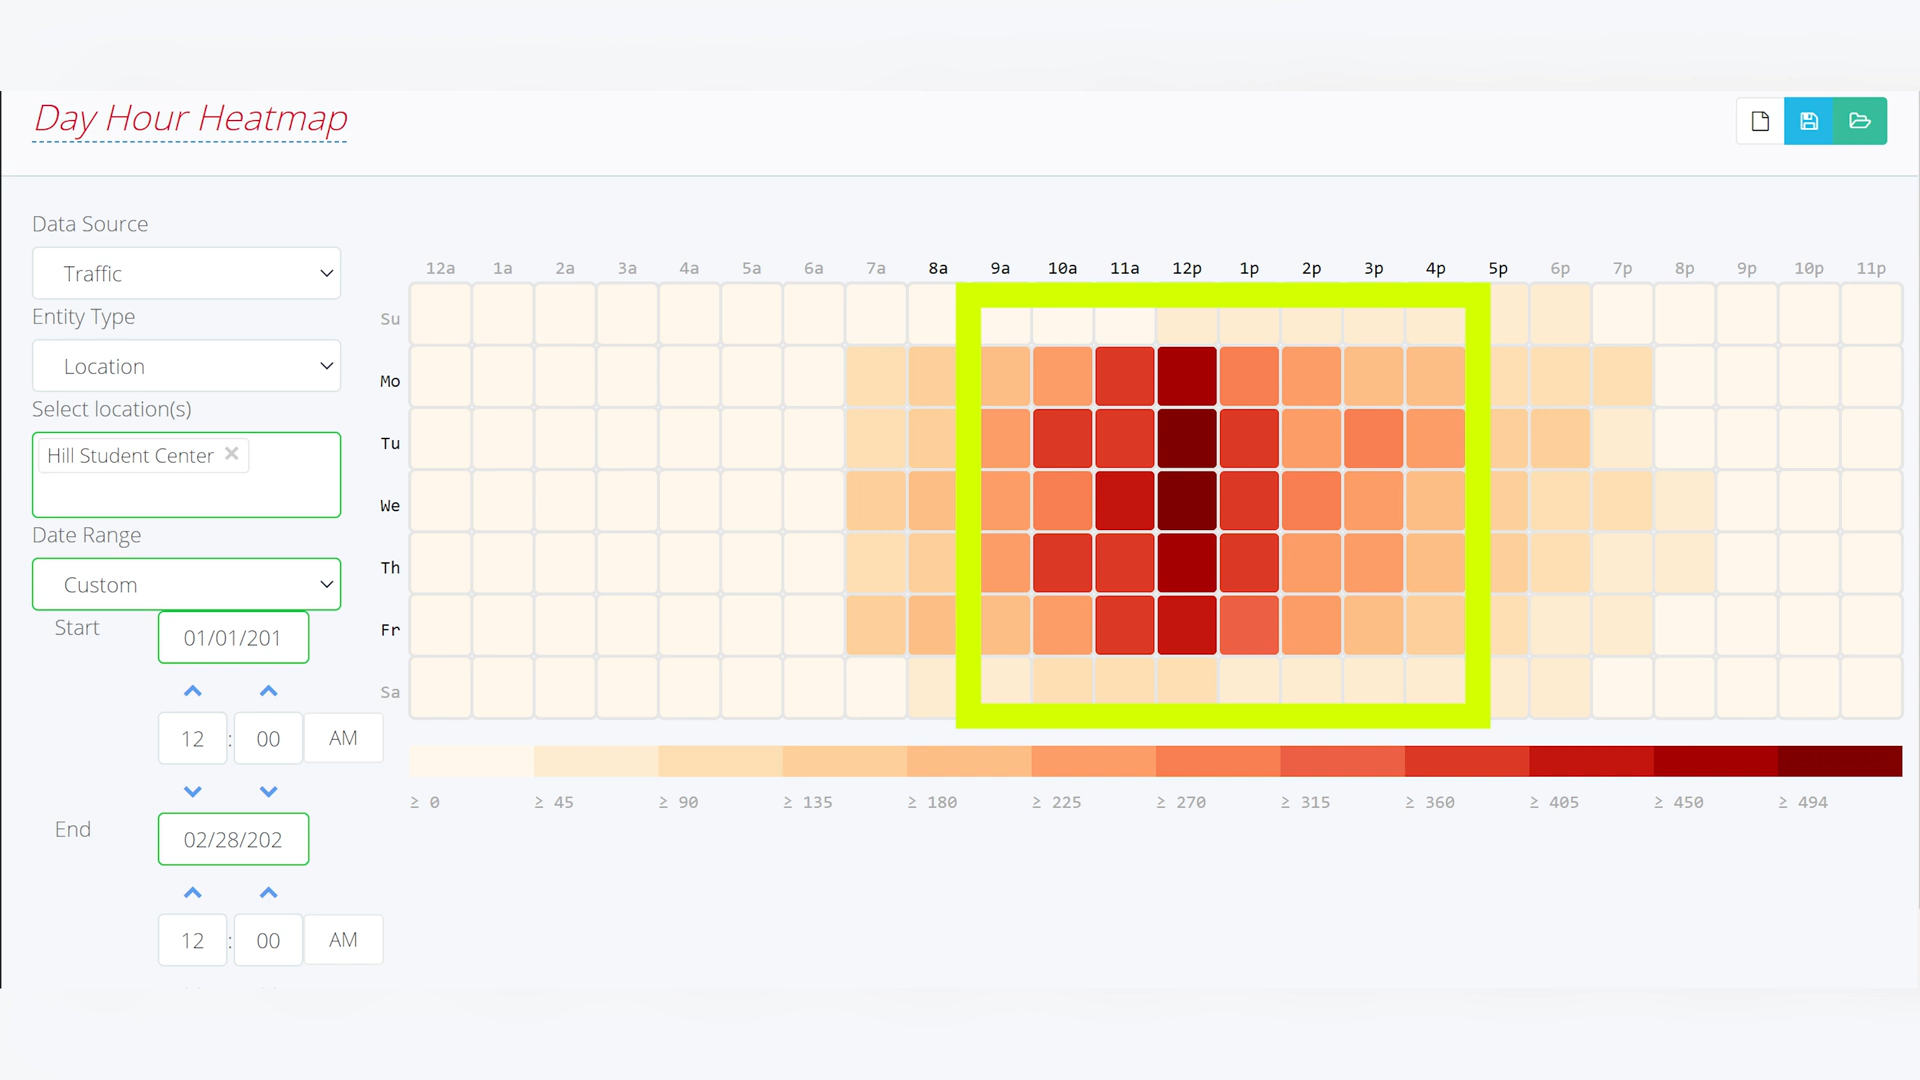 Day Hour Heatmap
Data Source
Traffic
Entity Type
Location
Select location(s)
Hill Student Center ×
Date Range
Custom
Start
01/01/201
12 : 00 AM
End
02/28/202
12 : 00 AM
12a 1a 2a 3a 4a 5a 6a 7a 8a 9a 10a 11a 12p 1p 2p 3p 4p 5p 6p 7p 8p 9p 10p 11p
Su
Mo
Tu
We
Th
Fr
Sa
≥ 0 ≥ 45 ≥ 90 ≥ 135 ≥ 180 ≥ 225 ≥ 270 ≥ 315 ≥ 360 ≥ 405 ≥ 450 ≥ 494